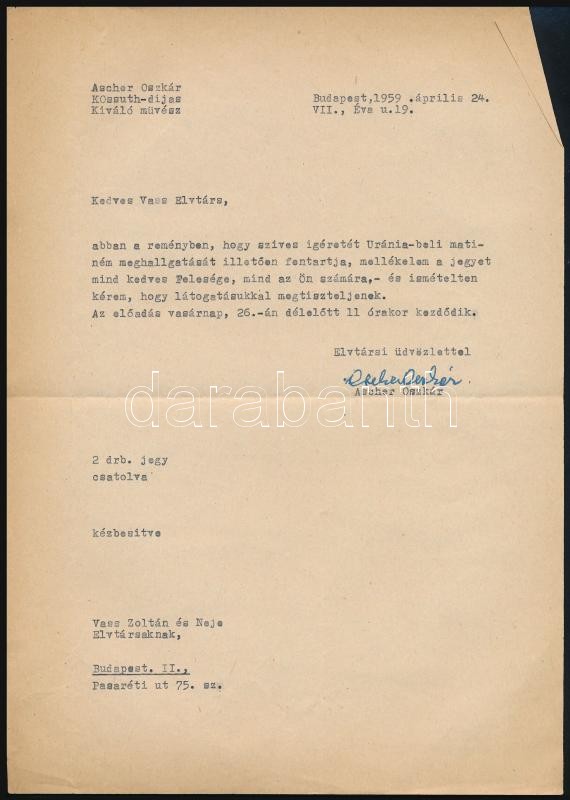 Ascher Oszkár
KOssuth-dijas
Kiváló müvész
Budapest,1959 .április 24.
VII., Éva u.19.
Kedves Vass Elvtárs,
abban a reményben, hogy szives igéretét Uránia-beli mati-
ném meghallgatását illetően fentartja, mellékelem a jegyet
mind kedves Felesége, mind az Ön számára,- és ismételten
kérem, hogy látogatásukkal megtiszteljenek.
Az előadás vasárnap, 26.-án délelőtt 11 órakor kezdődik.
Elvtársi üdvözlettel
Ascher Oszkár
Ascher Oszkár
darabanth
2 drb. jegy
csatolva
kézbesitve
Vass Zoltán és Neje
Elvtársaknak,
Budapest. II.,
Pasaréti ut 75. sz.